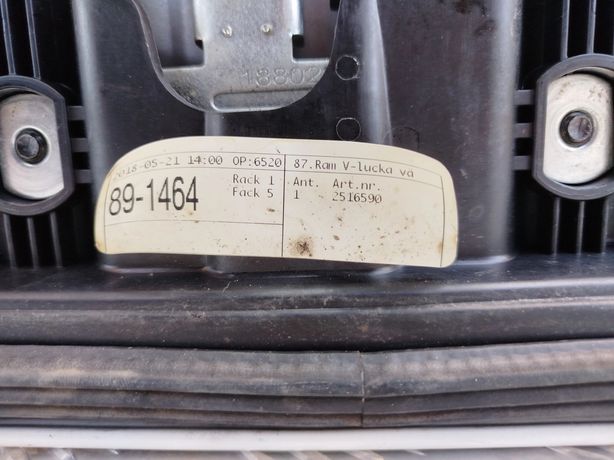 18802
2018-05-21 14:00 OP:6520
89-1464
Rack 1
Fack 5
87.Ram V-lucka vä
Ant. Art.nr.
1 2516590